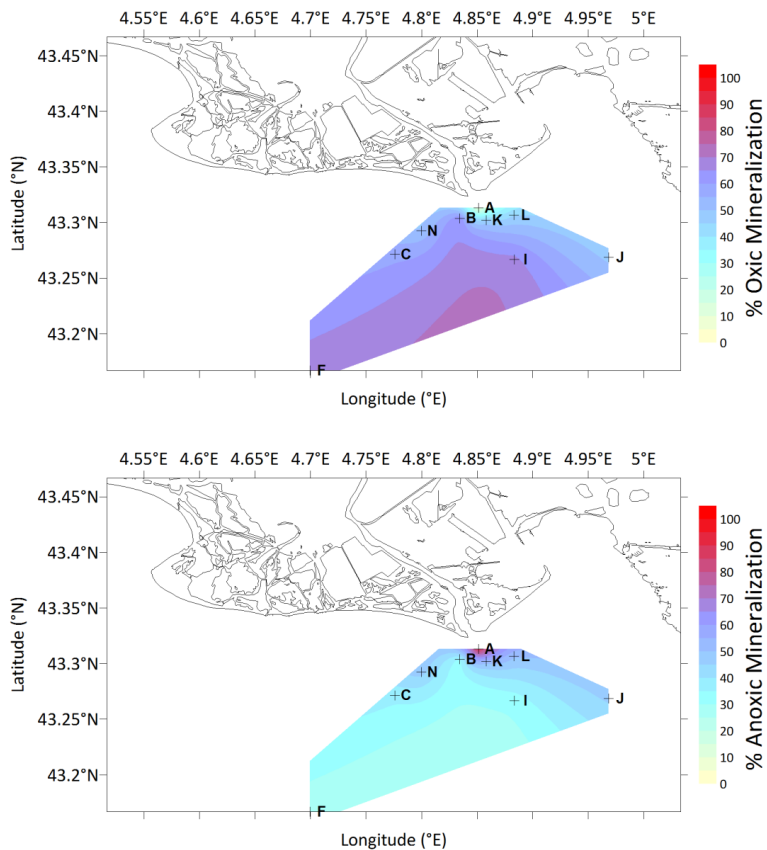 4.55°E 4.6°E 4.65°E 4.7°E 4.75°E 4.8°E 4.85°E 4.9°E 4.95°E 5°E
43.45°N
43.4°N
43.35°N
43.3°N
43.25°N
43.2°N
Latitude (°N)
A
B
K
L
N
C
I
J
F
Longitude (°E)
100
90
80
70
60
50
40
30
20
10
0
% Oxic Mineralization
4.55°E 4.6°E 4.65°E 4.7°E 4.75°E 4.8°E 4.85°E 4.9°E 4.95°E 5°E
43.45°N
43.4°N
43.35°N
43.3°N
43.25°N
43.2°N
Latitude (°N)
A
B
K
L
N
C
I
J
F
Longitude (°E)
100
90
80
70
60
50
40
30
20
10
0
% Anoxic Mineralization